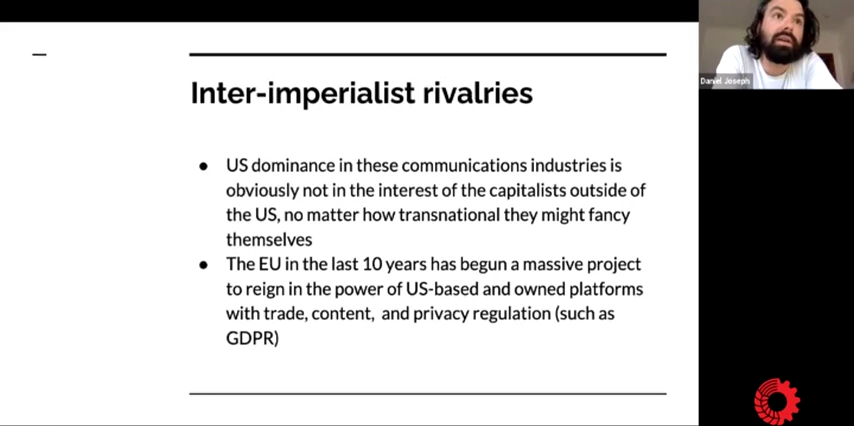 Daniel Joseph
Inter-imperialist rivalries
● US dominance in these communications industries is
obviously not in the interest of the capitalists outside of
the US, no matter how transnational they might fancy
themselves
● The EU in the last 10 years has begun a massive project
to reign in the power of US-based and owned platforms
with trade, content, and privacy regulation (such as
GDPR)